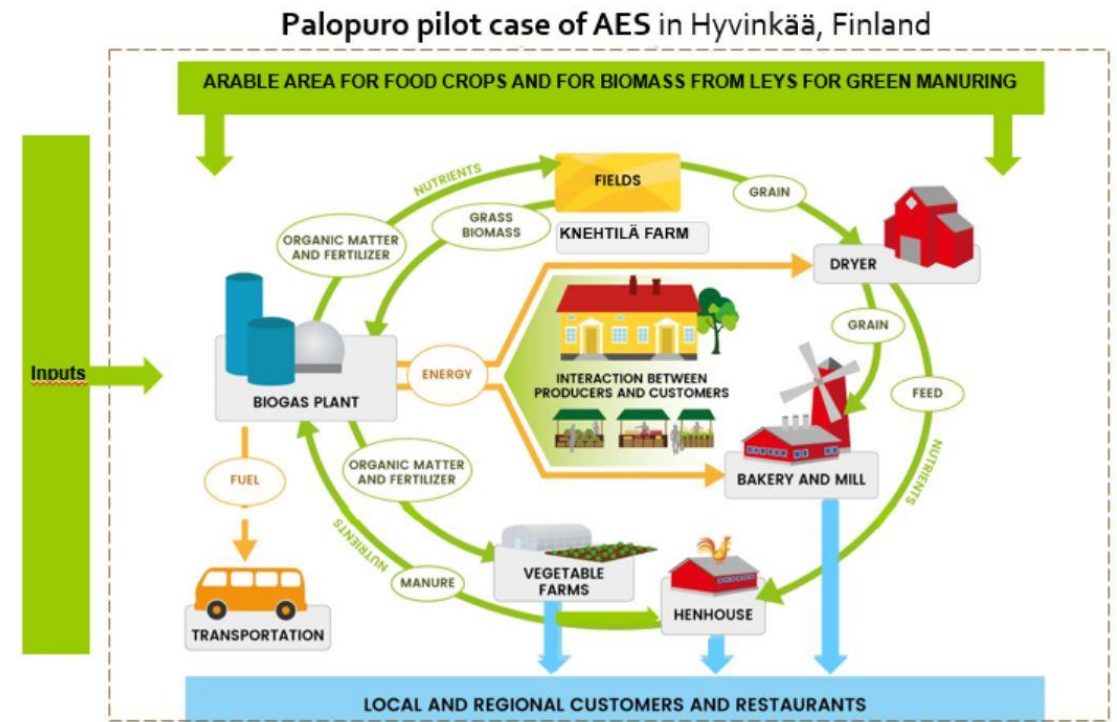 Palopuro pilot case of AES in Hyvinkää, Finland
ARABLE AREA FOR FOOD CROPS AND FOR BIOMASS FROM LEYS FOR GREEN MANURING
NUTRIENTS
FIELDS
GRAIN
GRASS
BIOMASS
KNEHTILÄ FARM
ORGANIC MATTER
AND FERTILIZER
DRYER
GRAIN
Inputs
ENERGY
INTERACTION BETWEEN
PRODUCERS AND CUSTOMERS
BIOGAS PLANT
FEED
FUEL
ORGANIC MATTER
AND FERTILIZER
BAKERY AND MILL
NUTRIENTS
NUTRIENTS
MANURE
VEGETABLE
FARMS
HENHOUSE
TRANSPORTATION
LOCAL AND REGIONAL CUSTOMERS AND RESTAURANTS